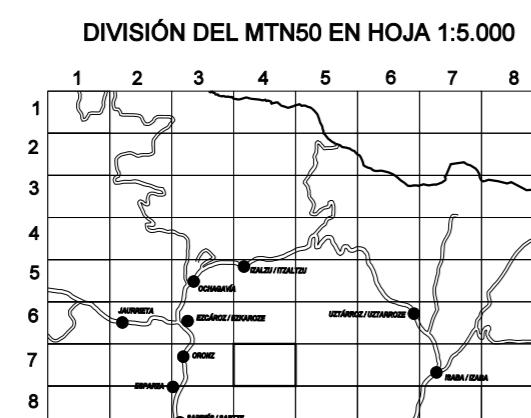 DIVISIÓN DEL MTN50 EN HOJA 1:5.000
1 2 3 4 5 6 7 8
1
2
3
4
5
IZALZU / ITZALTZU
OCHAGAVÍA
6
JAURRIETA
EZCÁROZ / EZKAROZE
UZTÁRROZ / UZTARROZE
7
ORONZ
ISABA / IZABA
8
ESPARZA